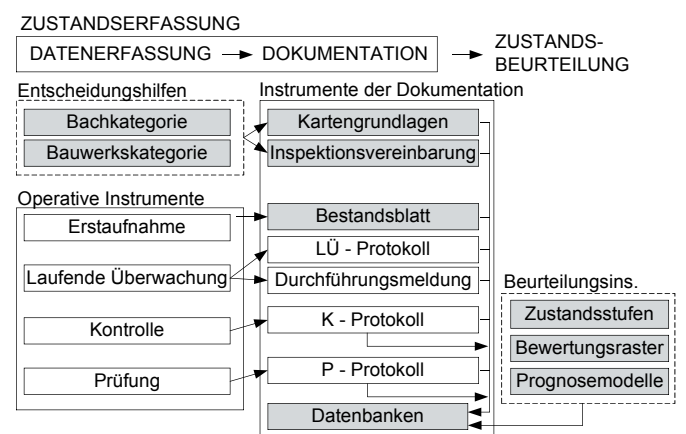 ZUSTANDSERFASSUNG
DATENERFASSUNG
DOKUMENTATION
ZUSTANDS-
BEURTEILUNG
Entscheidungshilfen
Bachkategorie
Bauwerkskategorie
Instrumente der Dokumentation
Kartengrundlagen
Inspektionsvereinbarung
Operative Instrumente
Erstaufnahme
Laufende Überwachung
Kontrolle
Prüfung
Bestandsblatt
LÜ - Protokoll
Durchführungsmeldung
K - Protokoll
P - Protokoll
Datenbanken
Beurteilungsins.
Zustandsstufen
Bewertungsraster
Prognosemodelle